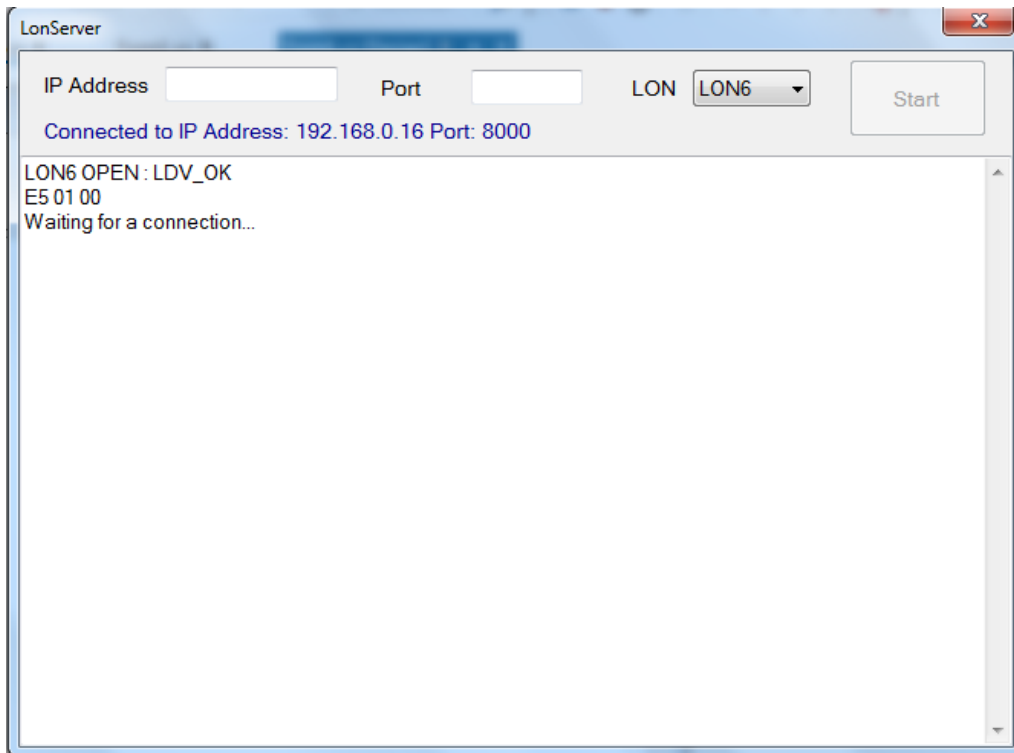 LonServer
IP Address Port LON LON6 Start
Connected to IP Address: 192.168.0.16 Port: 8000
LON6 OPEN : LDV_OK
E5 01 00
Waiting for a connection...